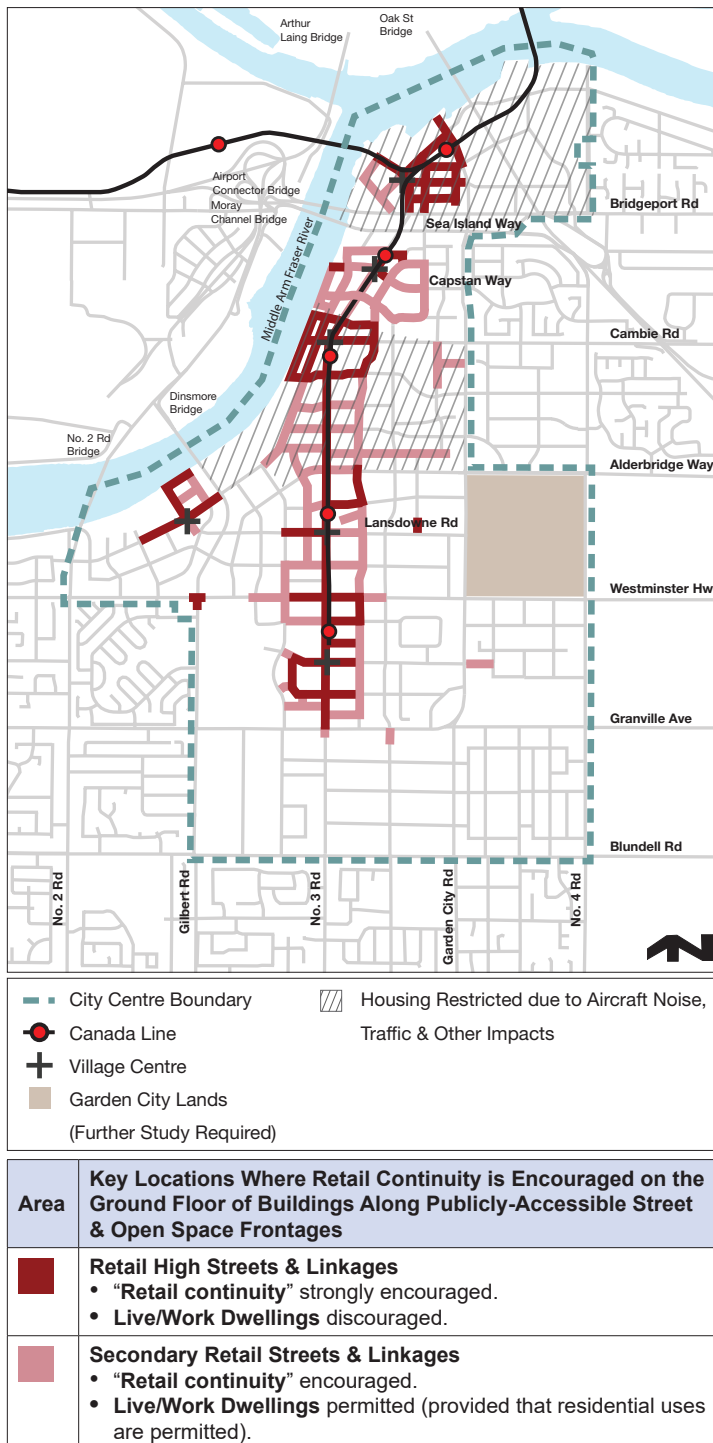 Arthur
Laing Bridge
Oak St
Bridge
Airport
Connector Bridge
Moray
Channel Bridge
Bridgeport Rd
Sea Island Way
Middle Arm Fraser River
Capstan Way
Cambie Rd
Dinsmore
Bridge
No. 2 Rd
Bridge
Alderbridge Way
Lansdowne Rd
Westminster Hw
Granville Ave
Blundell Rd
No. 2 Rd
Gilbert Rd
No. 3 Rd
Garden City Rd
No. 4 Rd
N
City Centre Boundary
Canada Line
Village Centre
Garden City Lands
(Further Study Required)
Housing Restricted due to Aircraft Noise,
Traffic & Other Impacts
Area
Key Locations Where Retail Continuity is Encouraged on the
Ground Floor of Buildings Along Publicly-Accessible Street
& Open Space Frontages
Retail High Streets & Linkages
• “Retail continuity” strongly encouraged.
• Live/Work Dwellings discouraged.
Secondary Retail Streets & Linkages
• “Retail continuity” encouraged.
• Live/Work Dwellings permitted (provided that residential uses
are permitted).